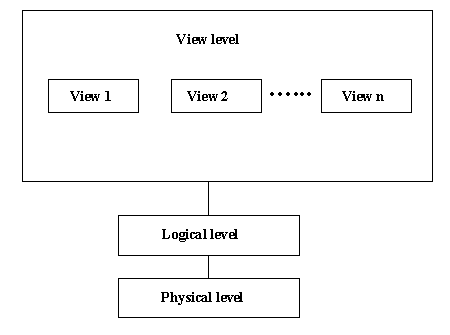 View level
View 1 View 2 ...... View n
Logical level
Physical level